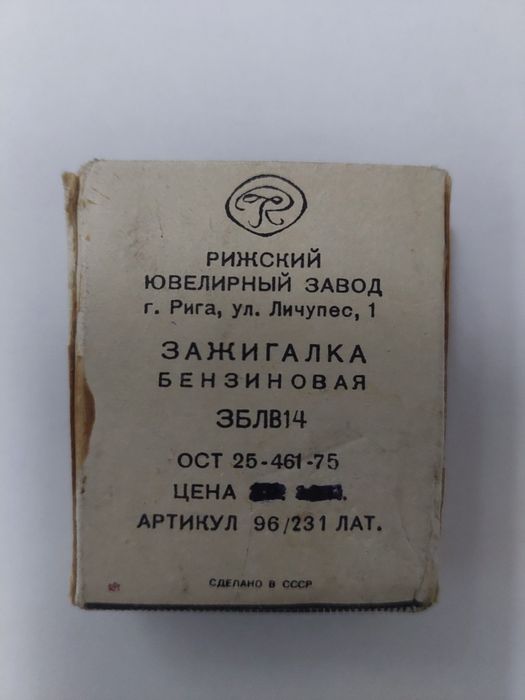 РИЖСКИЙ
ЮВЕЛИРНЫЙ ЗАВОД
г. Рига, ул. Личупес, 1
ЗАЖИГАЛКА
БЕНЗИНОВАЯ
ЗБЛВ14
ОСТ 25-461-75
ЦЕНА
АРТИКУЛ 96/231 ЛАТ.
СДЕЛАНО В СССР